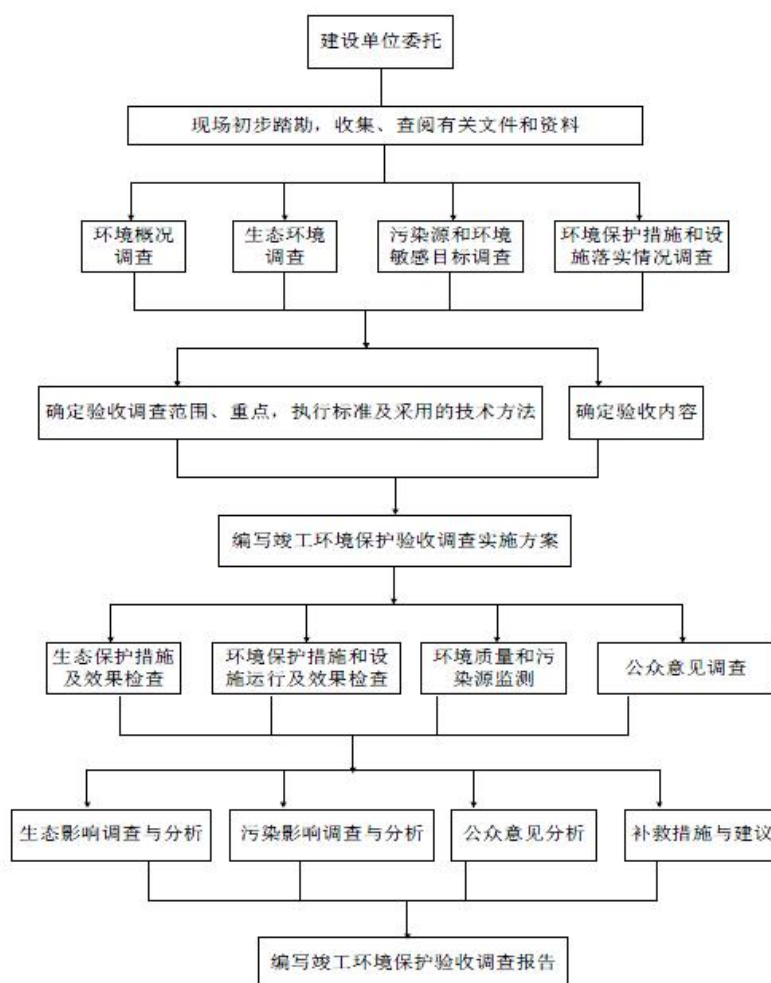 建设单位委托
现场初步踏勘，收集、查阅有关文件和资料
环境概况
调查
生态环境
调查
污染源和环境
敏感目标调查
环境保护措施和设
施落实情况调查
确定验收调查范围、重点，执行标准及采用的技术方法
确定验收内容
编写竣工环境保护验收调查实施方案
生态保护措施
及效果检查
环境保护措施和设
施运行及效果检查
环境质量和污
染源监测
公众意见调查
生态影响调查与分析
污染影响调查与分析
公众意见分析
补救措施与建议
编写竣工环境保护验收调查报告